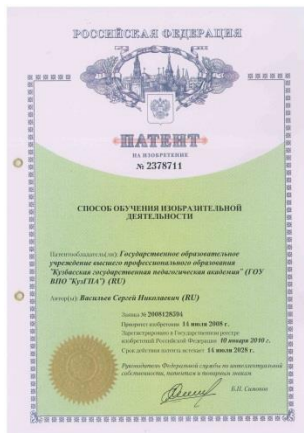 РОССИЙСКАЯ ФЕДЕРАЦИЯ
ПАТЕНТ
НА ИЗОБРЕТЕНИЕ
№ 2378711
СПОСОБ ОБУЧЕНИЯ ИЗОБРАЗИТЕЛЬНОЙ
ДЕЯТЕЛЬНОСТИ
Патентообладатель(ли): Государственное образовательное
учреждение высшего профессионального образования
"Кузбасская государственная педагогическая академия" (ГОУ
ВПО "КузГПА") (RU)
Автор(ы): Васильев Сергей Николаевич (RU)
Заявка № 2008128594
Приоритет изобретения 14 июля 2008 г.
Зарегистрировано в Государственном реестре
изобретений Российской Федерации 10 января 2010 г.
Срок действия патента истекает 14 июля 2028 г.
Руководитель Федеральной службы по интеллектуальной
собственности, патентам и товарным знакам
Б.П. Симонов